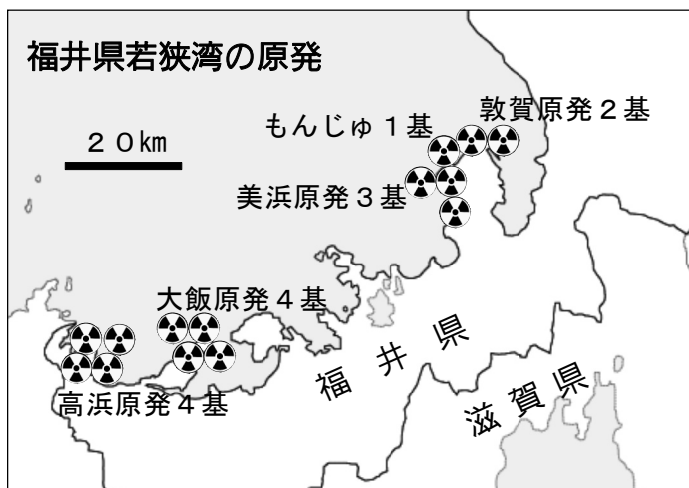 福井県若狭湾の原発
２０㎞
もんじゅ１基
敦賀原発２基
美浜原発３基
大飯原発４基
高浜原発４基
福井県
滋賀県